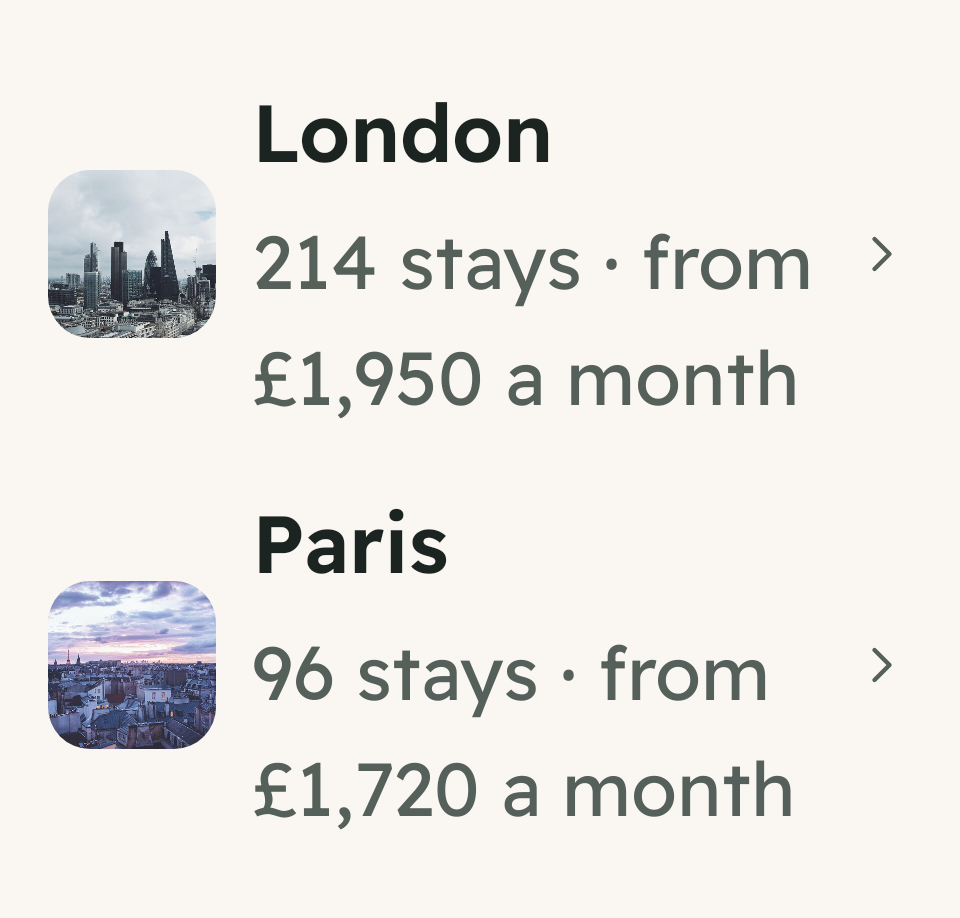 London
214 stays · from
£1,950 a month
Paris
96 stays · from
£1,720 a month